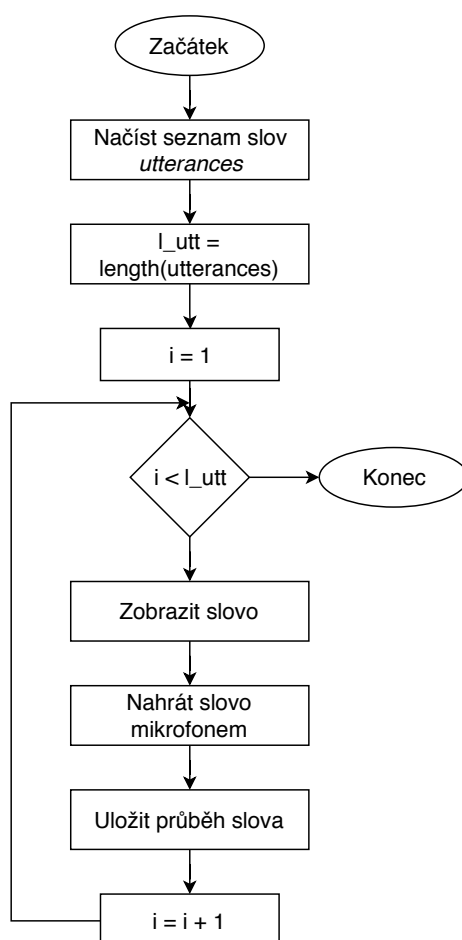 Začátek
Načíst seznam slov
utterances
l_utt =
length(utterances)
i = 1
i < l_utt
Konec
Zobrazit slovo
Nahrát slovo
mikrofonem
Uložit průběh slova
i = i + 1